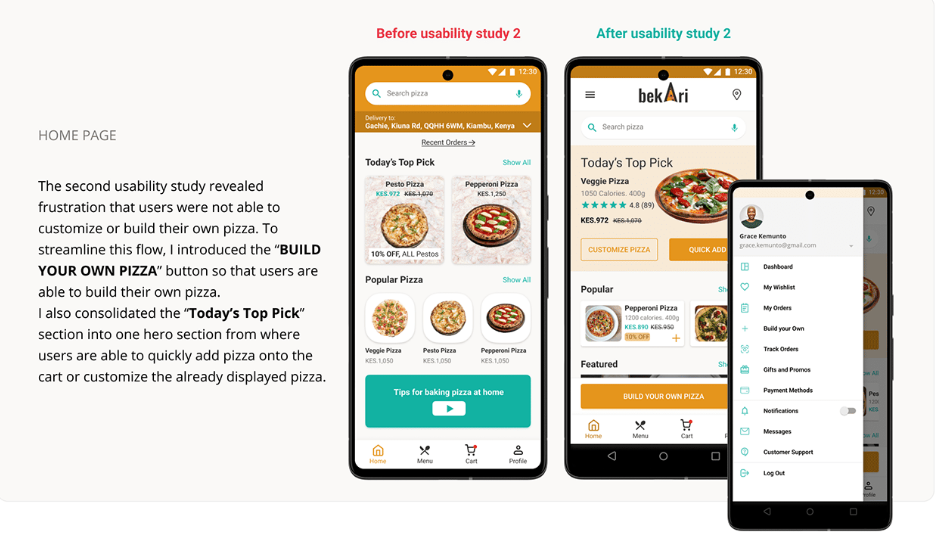 Before usability study 2
After usability study 2
HOME PAGE
The second usability study revealed
frustration that users were not able to
customize or build their own pizza. To
streamline this flow, I introduced the “BUILD
YOUR OWN PIZZA” button so that users are
able to build their own pizza.
I also consolidated the “Today’s Top Pick”
section into one hero section from where
users are able to quickly add pizza onto the
cart or customize the already displayed pizza.
12:30
Search pizza
Delivery to:
Gachie, Kiuna Rd, QQHH 6WM, Kiambu, Kenya
Recent Orders →
Today’s Top Pick Show All
Pesto Pizza Pepperoni Pizza
KES.972 KES.1,070 KES.1,250
10% OFF, ALL Pestos
Popular Pizza Show All
Veggie Pizza Pesto Pizza Pepperoni Pizza
KES.1,050 KES.1,050 KES.1,050
Tips for baking pizza at home
Home Menu Cart Profile
12:30
bekAri
Search pizza
Today’s Top Pick
Veggie Pizza
1050 Calories. 400g
4.8 (89)
KES.972 KES.1,070
CUSTOMIZE PIZZA QUICK ADD
Popular Sh
Pepperoni Pizza
1200 calories. 400g
KES.890 KES.950
10% OFF
Featured Sh
BUILD YOUR OWN PIZZA
Home Menu Cart
12:30
Grace Kemunto
grace.kemunto@gmail.com
Dashboard
My Wishlist
My Orders
Build your Own
Track Orders
Gifts and Promos
Payment Methods
Notifications
Messages
Customer Support
Log Out